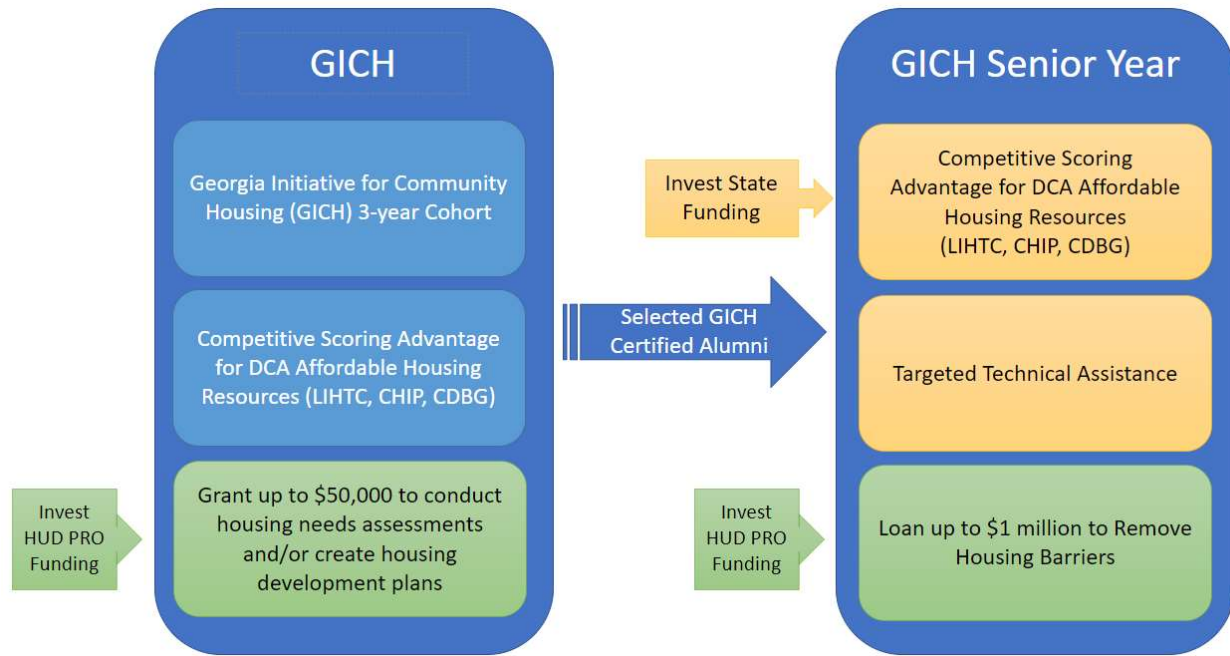 GICH
Georgia Initiative for Community
Housing (GICH) 3-year Cohort
Competitive Scoring Advantage
for DCA Affordable Housing
Resources (LIHTC, CHIP, CDBG)
Invest
HUD PRO
Funding
Grant up to $50,000 to conduct
housing needs assessments
and/or create housing
development plans
Selected GICH
Certified Alumni
GICH Senior Year
Invest State
Funding
Competitive Scoring
Advantage for DCA Affordable
Housing Resources
(LIHTC, CHIP, CDBG)
Targeted Technical Assistance
Invest
HUD PRO
Funding
Loan up to $1 million to Remove
Housing Barriers